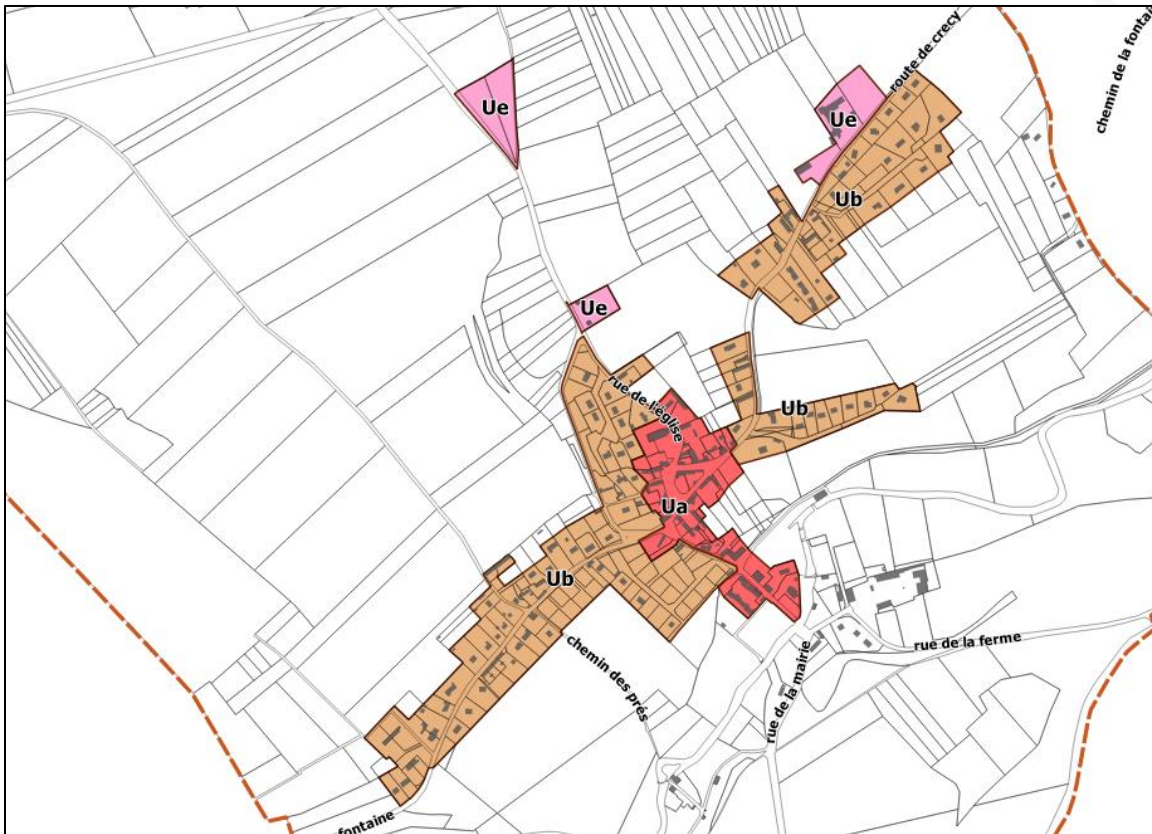 route de crecy
chemin de la fontai
Ue
Ue
Ub
Ue
rue de l'église
Ub
Ua
Ub
chemin des prés
rue de la mairie
rue de la ferme
fontaine